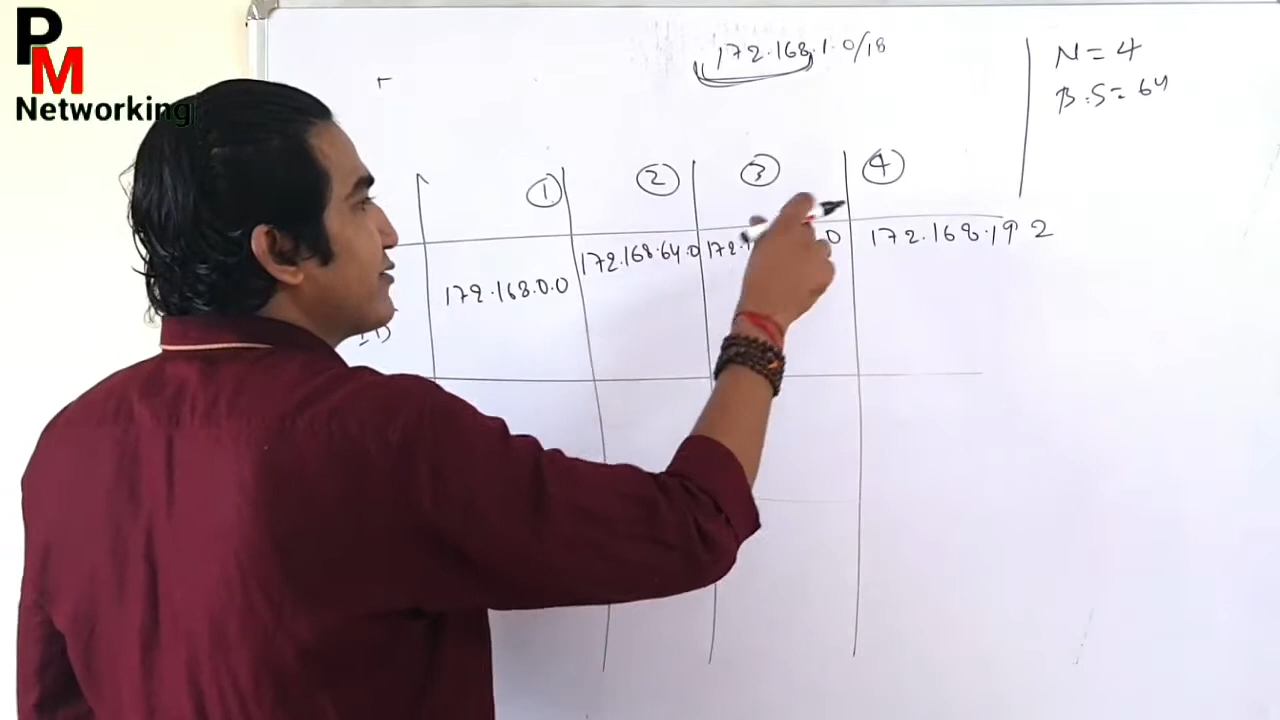 PM
Networking
172.168.1.0/18
N = 4
B.S = 64
1 2 3 4
172.168.0.0
172.168.64.0
0
172.168.192